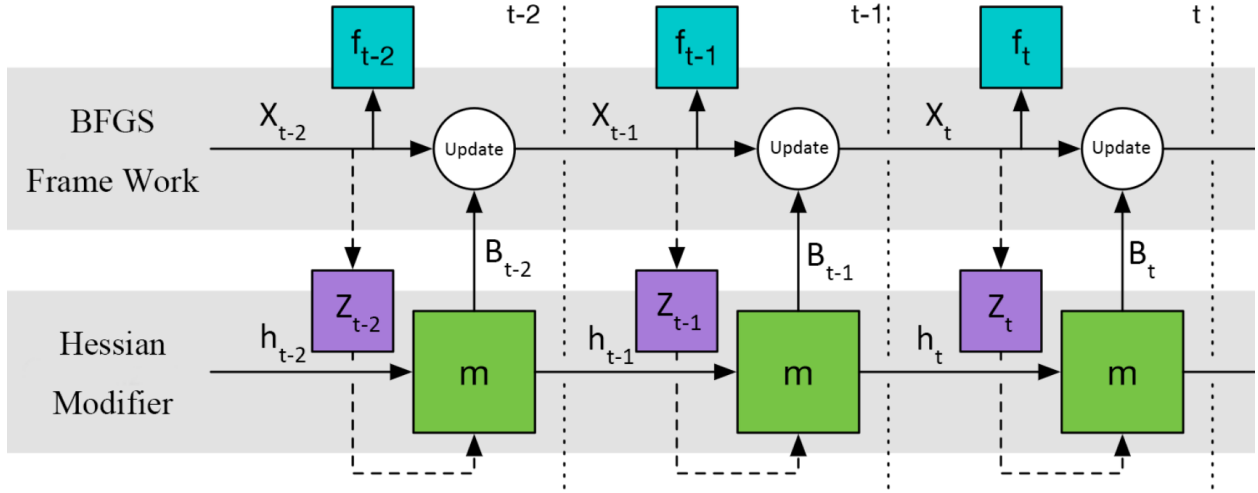 t-2
t-1
t
f_{t-2}
f_{t-1}
f_t
BFGS
Frame Work
X_{t-2}
Update
X_{t-1}
Update
X_t
Update
B_{t-2}
B_{t-1}
B_t
Z_{t-2}
Z_{t-1}
Z_t
Hessian
Modifier
h_{t-2}
m
h_{t-1}
m
h_t
m